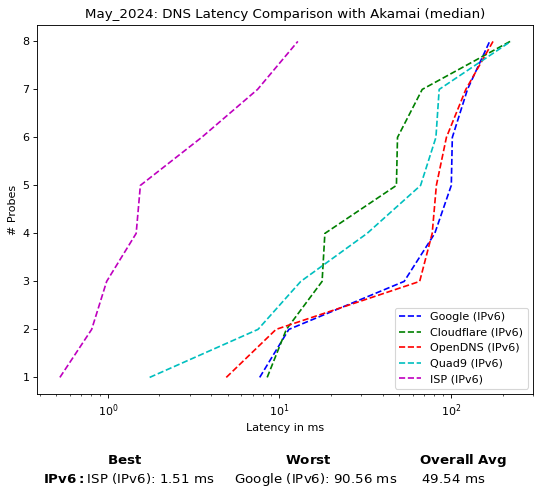 May_2024: DNS Latency Comparison with Akamai (median)
# Probes
8
7
6
5
4
3
2
1
Google (IPv6)
Cloudflare (IPv6)
OpenDNS (IPv6)
Quad9 (IPv6)
ISP (IPv6)
10⁰ 10¹ 10²
Latency in ms
Best Worst Overall Avg
IPv6: ISP (IPv6): 1.51 ms Google (IPv6): 90.56 ms 49.54 ms